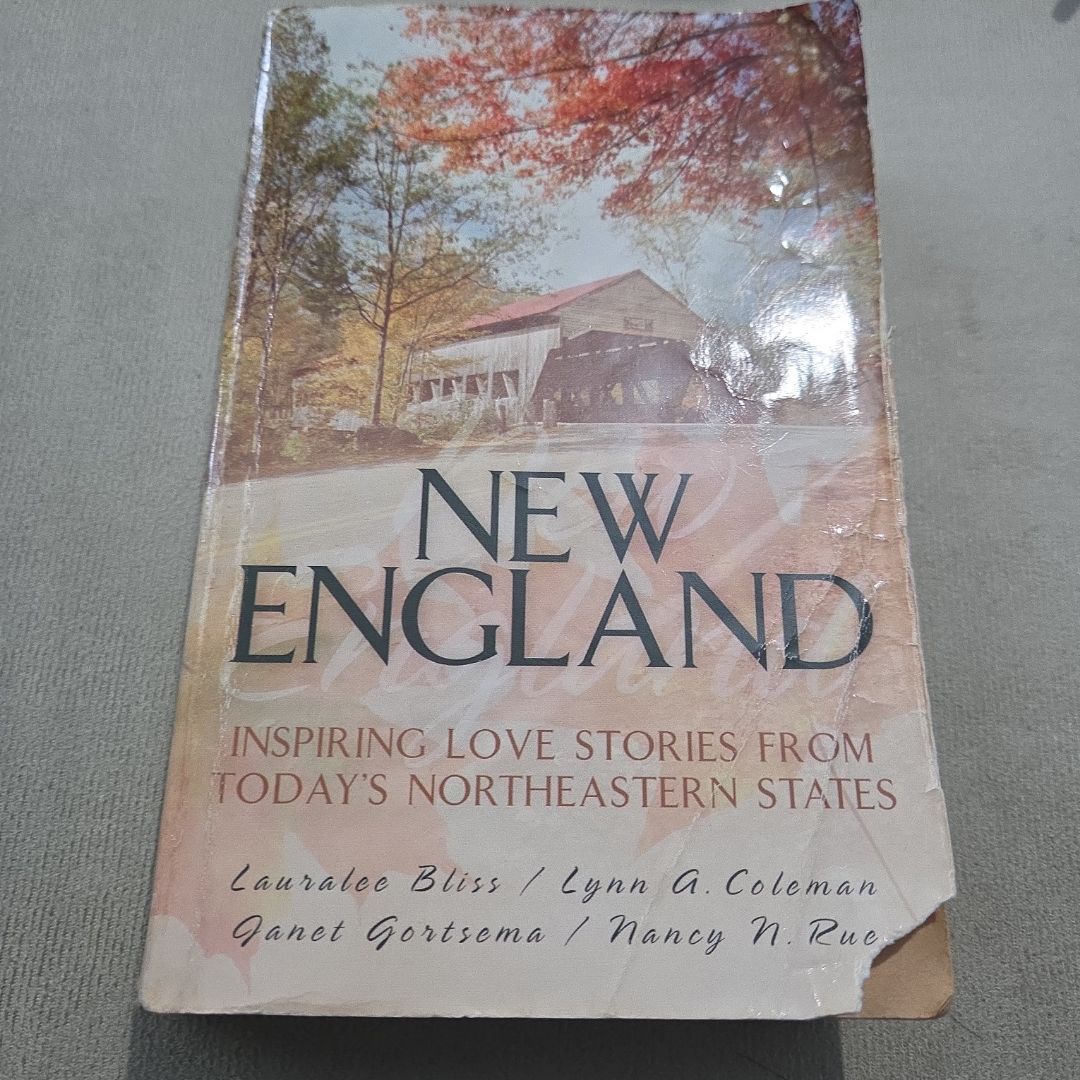 NEW
ENGLAND
INSPIRING LOVE STORIES FROM
TODAY'S NORTHEASTERN STATES
Lauralee Bliss / Lynn A. Coleman
Janet Gortsema / Nancy N. Rue